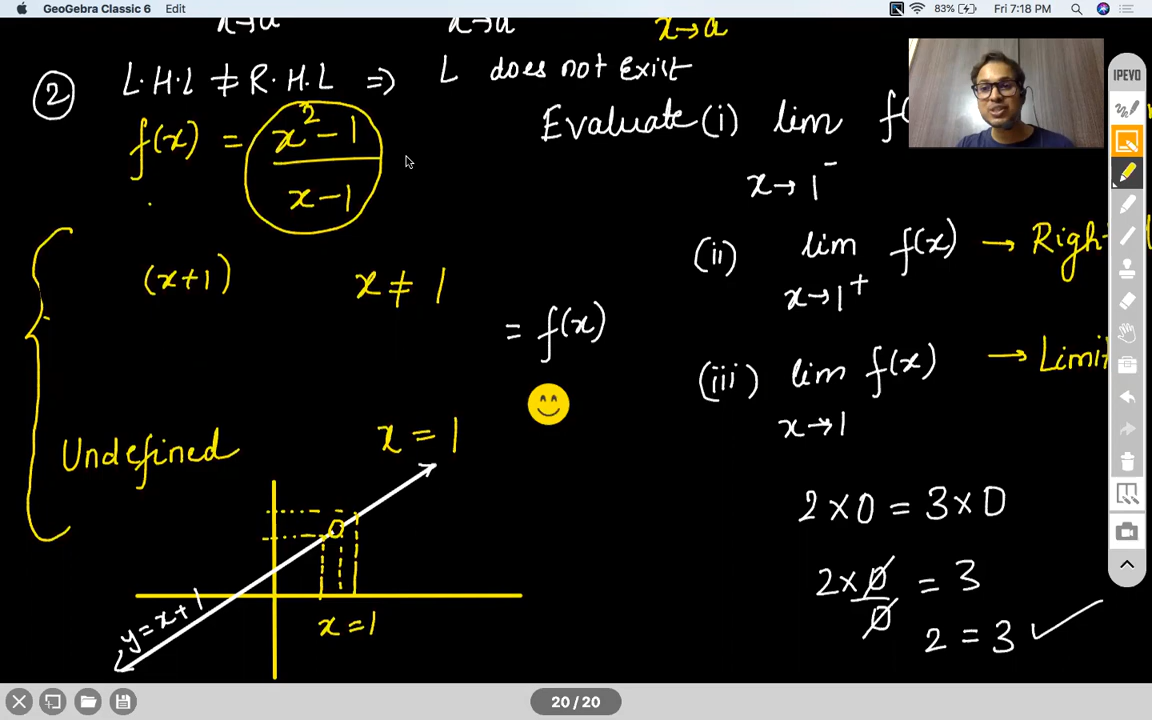 GeoGebra Classic 6 Edit 83% Fri 7:18 PM
x→a x→a x→a
② L.H.L ≠ R.H.L ⇒ L does not Exist
f(x) = x² - 1 / x - 1
(x+1) x ≠ 1
= f(x)
Undefined x = 1
y = x + 1
x = 1
Evaluate (i) lim f(
x→1⁻
(ii) lim f(x) → Righ
x→1⁺
(iii) lim f(x) → Limi
x→1
2 × 0 = 3 × 0
2 × 0 / 0 = 3
2 = 3 ✓
IPEVO
20 / 20